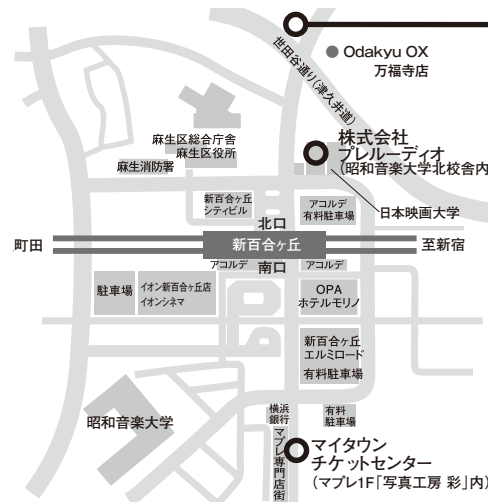 Odakyu OX
万福寺店
世田谷通り(津久井道)
麻生区総合庁舎
麻生区役所
麻生消防署
株式会社
プレルーディオ
(昭和音楽大学北校舎内
日本映画大学
新百合ヶ丘
シティビル
アコルデ
有料駐車場
北口
町田
新百合ヶ丘
至新宿
アコルデ
南口
アコルデ
駐車場
イオン新百合ヶ丘店
イオンシネマ
OPA
ホテルモリノ
新百合ヶ丘
エルミロード
有料駐車場
昭和音楽大学
横浜
銀行
有料
駐車場
マプレ専門店街
マイタウン
チケットセンター
(マプレ1F「写真工房 彩」内)